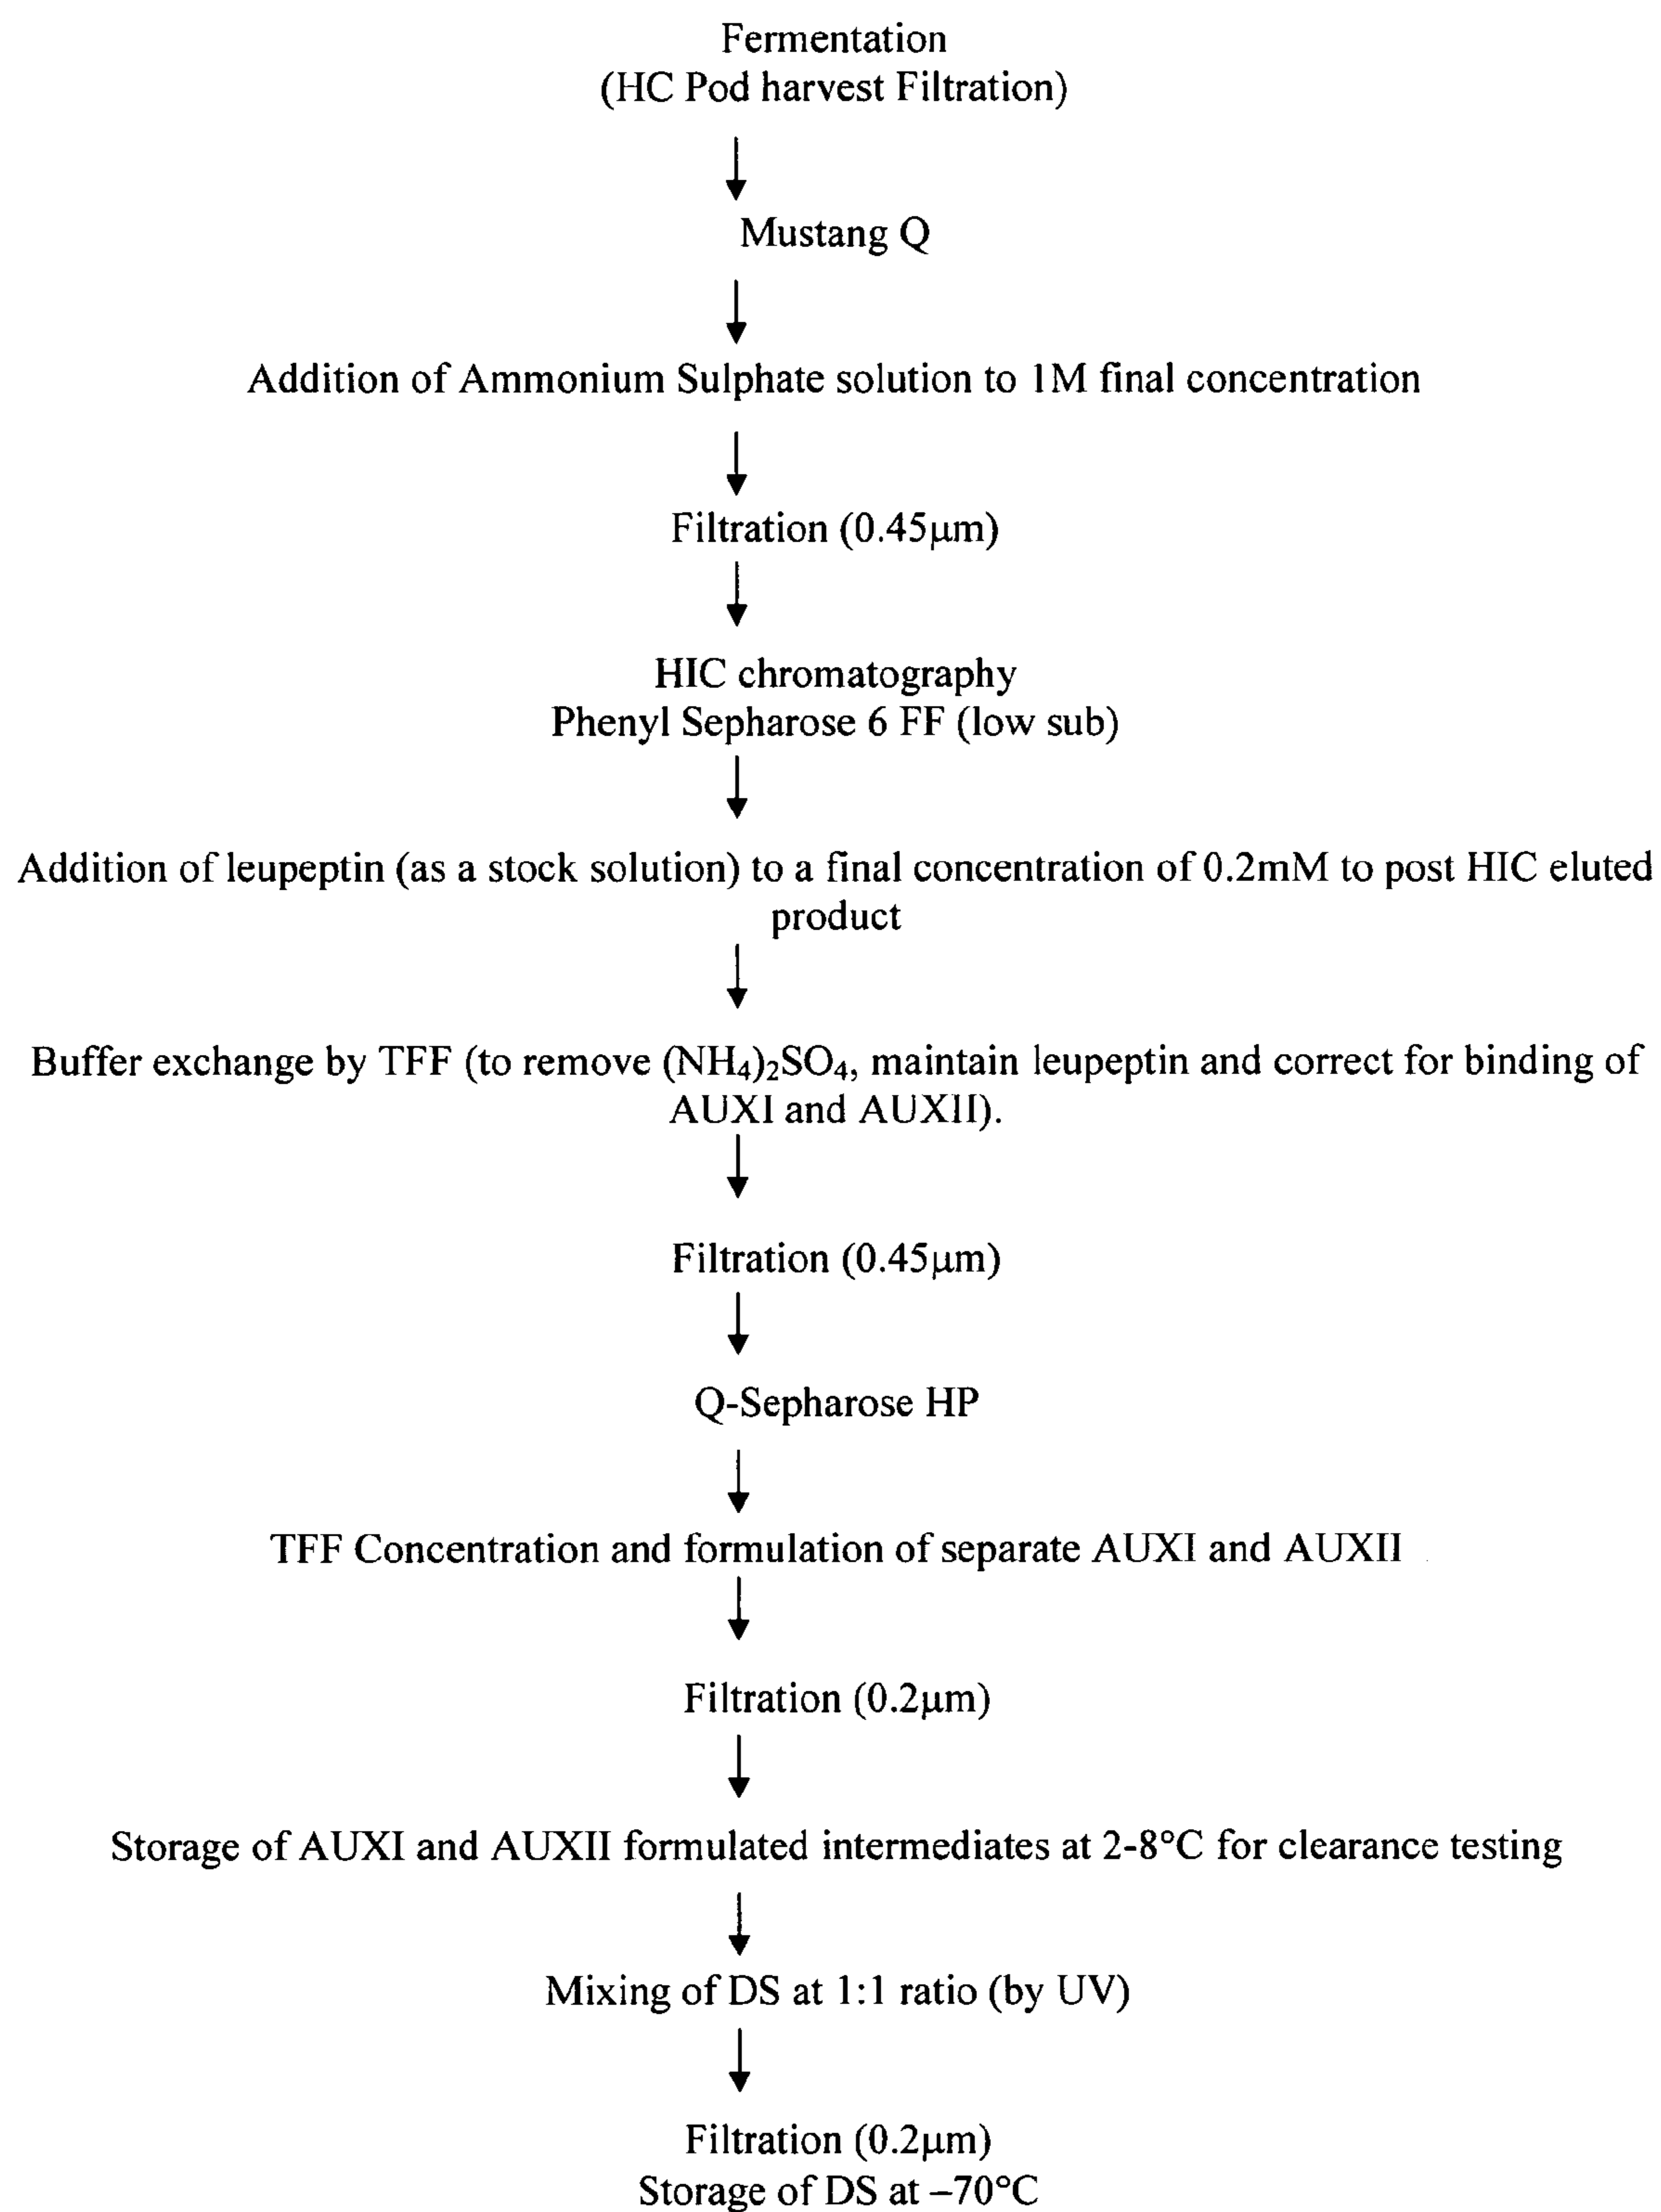 Fermentation
(HC Pod harvest Filtration)
Mustang Q
Addition of Ammonium Sulphate solution to 1M final concentration
Filtration (0.45μm)
HIC chromatography
Phenyl Sepharose 6 FF (low sub)
Addition of leupeptin (as a stock solution) to a final concentration of 0.2mM to post HIC eluted
product
Buffer exchange by TFF (to remove (NH₄)₂SO₄, maintain leupeptin and correct for binding of
AUXI and AUXII).
Filtration (0.45μm)
Q-Sepharose HP
TFF Concentration and formulation of separate AUXI and AUXII
Filtration (0.2μm)
Storage of AUXI and AUXII formulated intermediates at 2-8°C for clearance testing
Mixing of DS at 1:1 ratio (by UV)
Filtration (0.2μm)
Storage of DS at –70°C